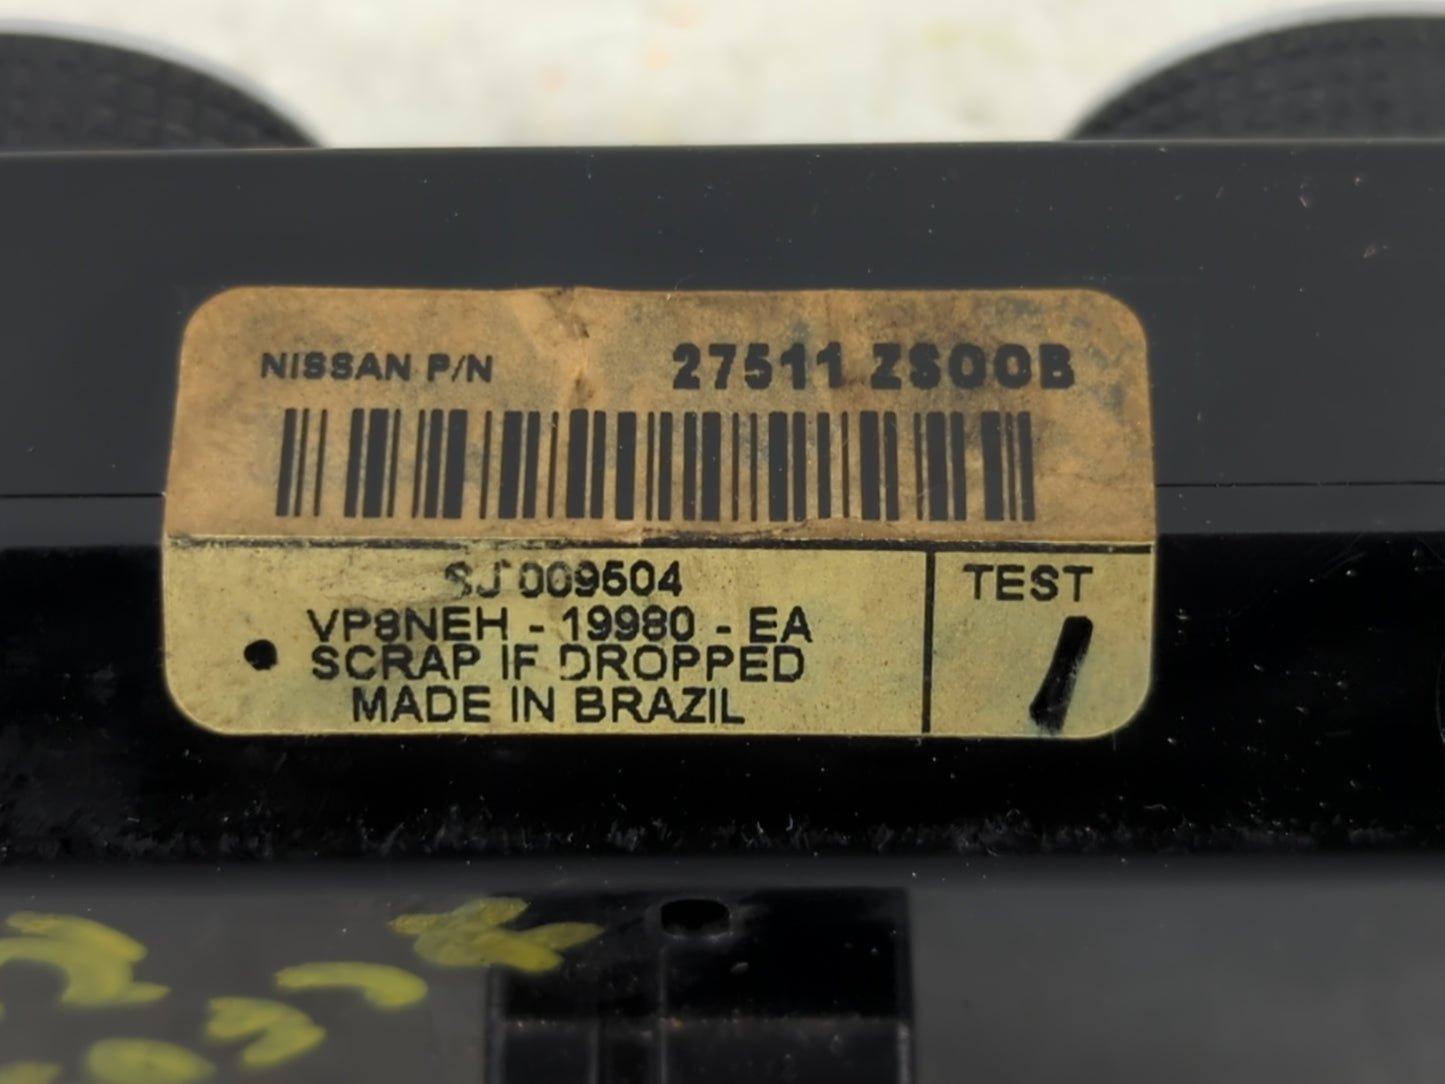 NISSAN P/N 27511 ZS00B
SJ 009504
VP8NEH - 19980 - EA
TEST
SCRAP IF DROPPED
MADE IN BRAZIL